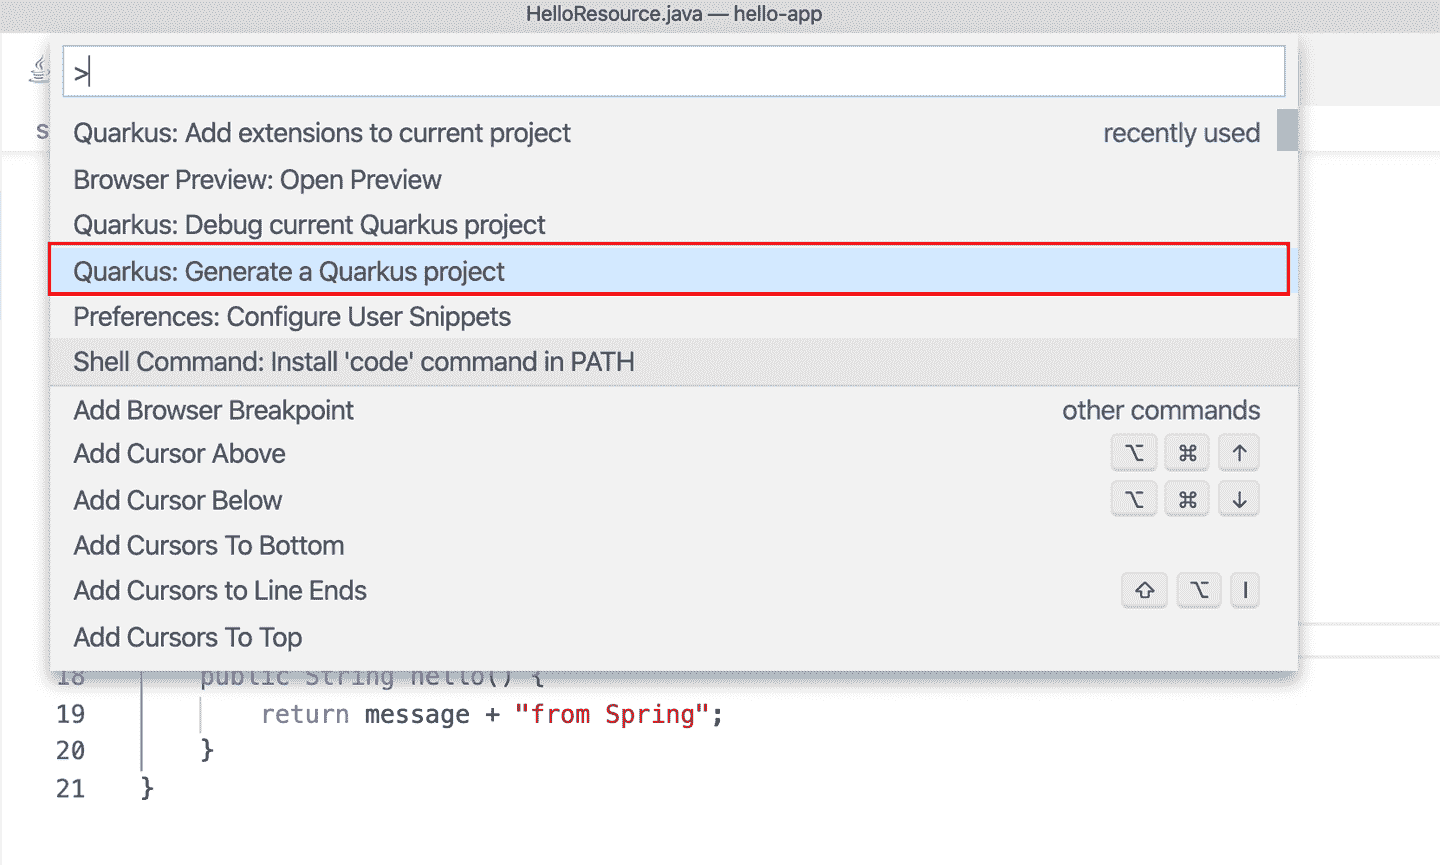 HelloResource.java — hello-app
>
Quarkus: Add extensions to current project recently used
Browser Preview: Open Preview
Quarkus: Debug current Quarkus project
Quarkus: Generate a Quarkus project
Preferences: Configure User Snippets
Shell Command: Install 'code' command in PATH
Add Browser Breakpoint other commands
Add Cursor Above ⌥ ⌘ ↑
Add Cursor Below ⌥ ⌘ ↓
Add Cursors To Bottom
Add Cursors to Line Ends ⇧ ⌥ I
Add Cursors To Top
18 public String hello() {
19 return message + "from Spring";
20 }
21 }